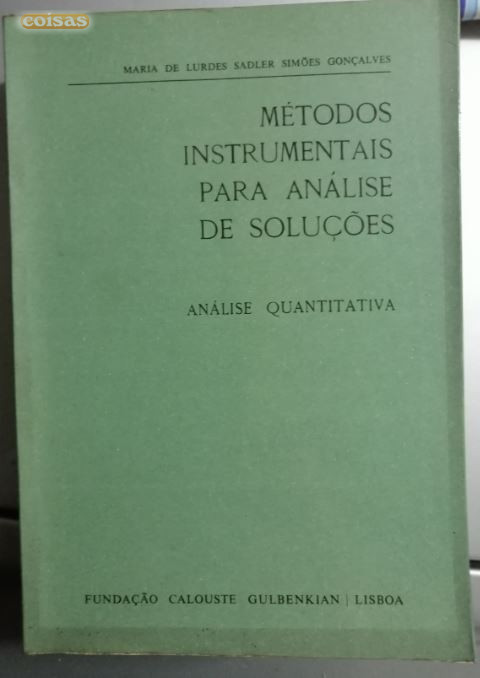 coisas
MARIA DE LURDES SADLER SIMÕES GONÇALVES
MÉTODOS
INSTRUMENTAIS
PARA ANÁLISE
DE SOLUÇÕES
ANÁLISE QUANTITATIVA
FUNDAÇÃO CALOUSTE GULBENKIAN | LISBOA